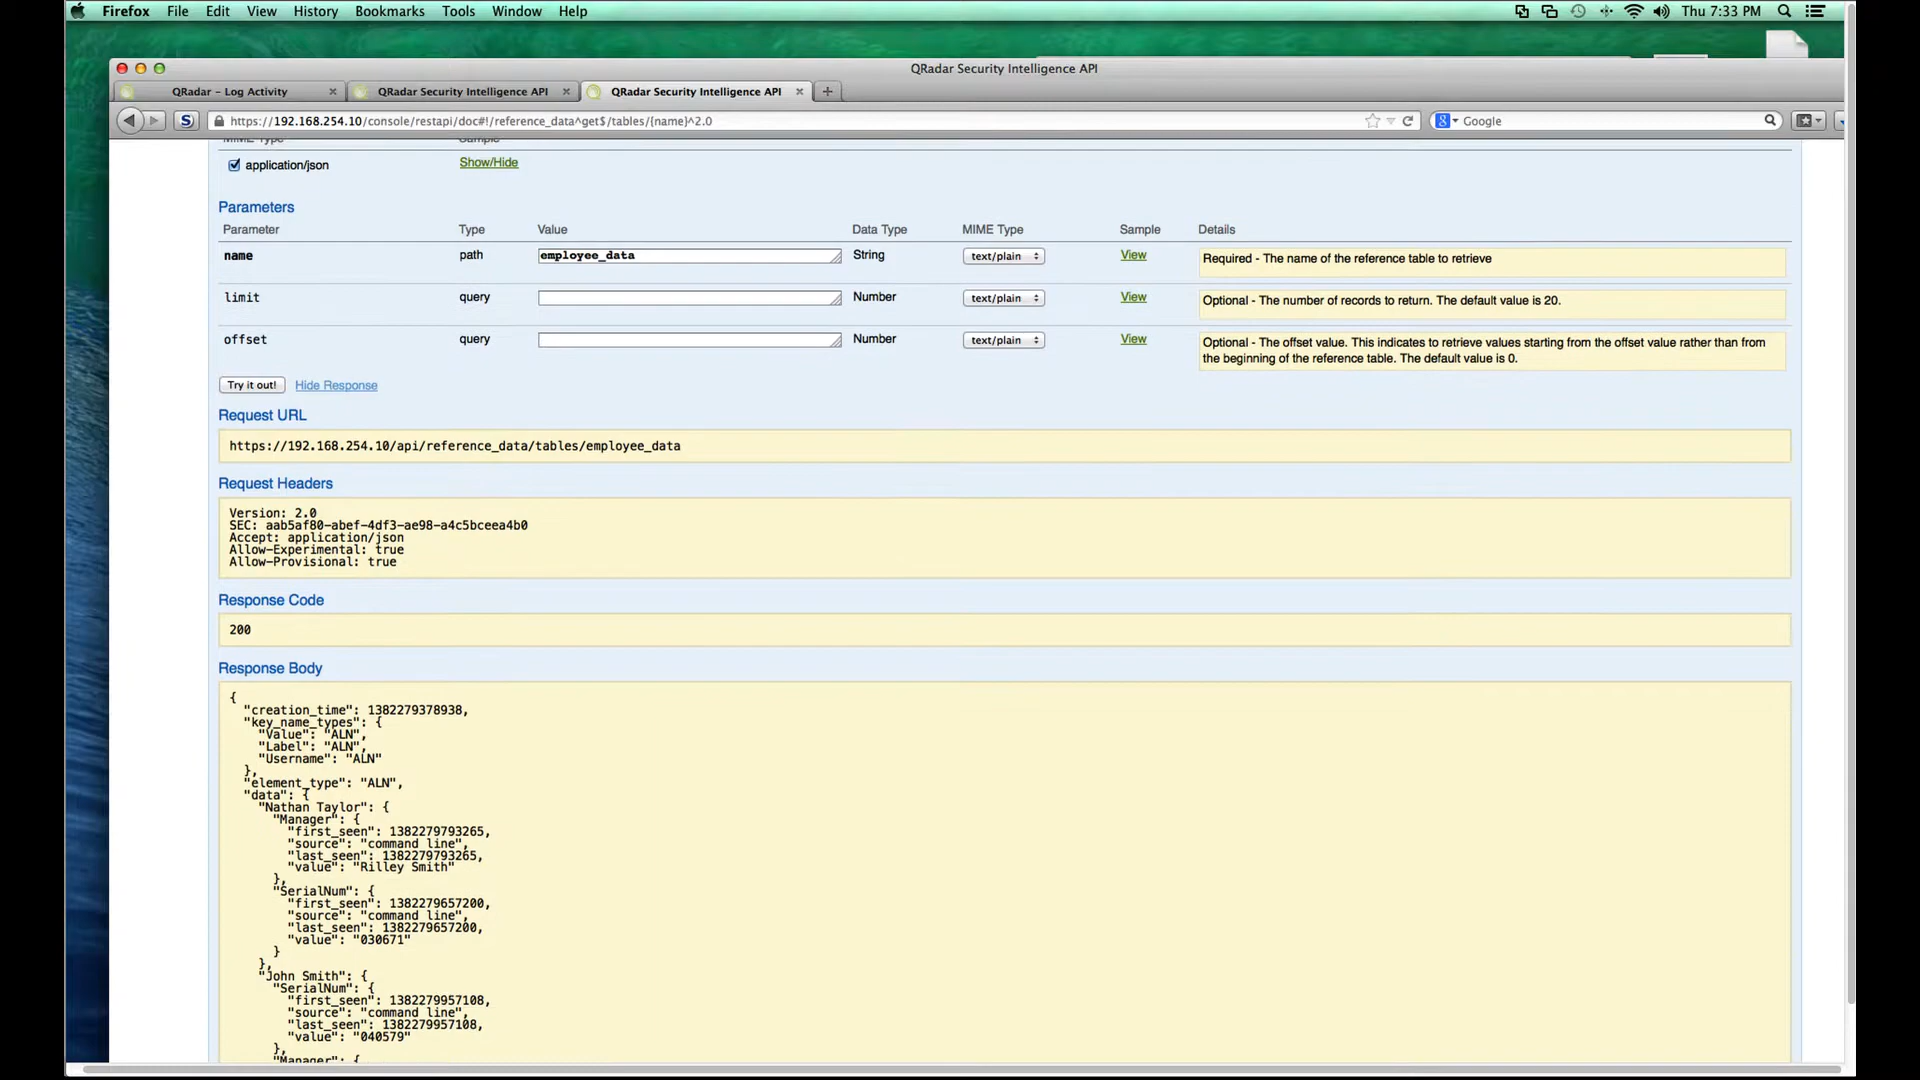 Firefox File Edit View History Bookmarks Tools Window Help Thu 7:33 PM
QRadar Security Intelligence API
QRadar – Log Activity QRadar Security Intelligence API QRadar Security Intelligence API
https://192.168.254.10/console/restapi/doc#!/reference_data^get$/tables/{name}^2.0 Google
MIME Type Sample
application/json Show/Hide
Parameters
Parameter Type Value Data Type MIME Type Sample Details
name path employee_data String text/plain View Required - The name of the reference table to retrieve
limit query Number text/plain View Optional - The number of records to return. The default value is 20.
offset query Number text/plain View Optional - The offset value. This indicates to retrieve values starting from the offset value rather than from
the beginning of the reference table. The default value is 0.
Try it out! Hide Response
Request URL
https://192.168.254.10/api/reference_data/tables/employee_data
Request Headers
Version: 2.0
SEC: aab5af80-abef-4df3-ae98-a4c5bceea4b0
Accept: application/json
Allow-Experimental: true
Allow-Provisional: true
Response Code
200
Response Body
{
"creation_time": 1382279378938,
"key_name_types": {
"Value": "ALN",
"Label": "ALN",
"Username": "ALN"
},
"element_type": "ALN",
"data": {
"Nathan Taylor": {
"Manager": {
"first_seen": 1382279793265,
"source": "command line",
"last_seen": 1382279793265,
"value": "Rilley Smith"
},
"SerialNum": {
"first_seen": 1382279657200,
"source": "command line",
"last_seen": 1382279657200,
"value": "030671"
}
},
"John Smith": {
"SerialNum": {
"first_seen": 1382279957108,
"source": "command line",
"last_seen": 1382279957108,
"value": "040579"
},
"Manager": {